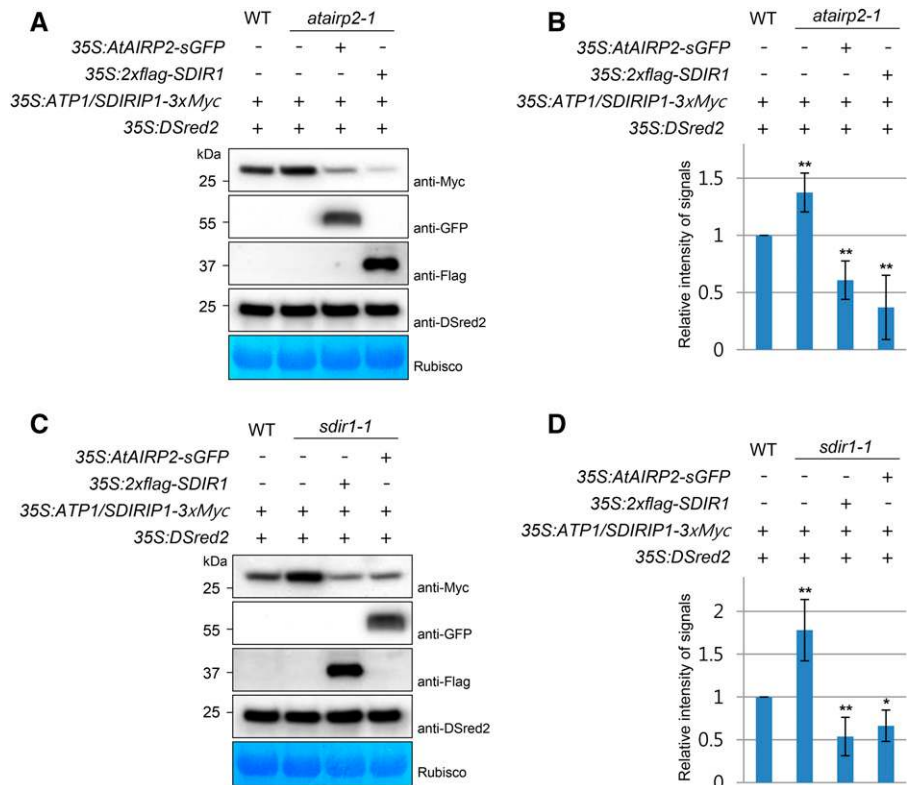 A
WT atairp2-1
35S:AtAIRP2-sGFP - - + -
35S:2xflag-SDIR1 - - - +
35S:ATP1/SDIRIP1-3xMyc + + + +
35S:DSred2 + + + +
kDa
25 anti-Myc
55 anti-GFP
37 anti-Flag
25 anti-DSred2
Rubisco
B
WT atairp2-1
35S:AtAIRP2-sGFP - - + -
35S:2xflag-SDIR1 - - - +
35S:ATP1/SDIRIP1-3xMyc + + + +
35S:DSred2 + + + +
Relative intensity of signals
1.5
1
0.5
0
**
**
**
C
WT sdir1-1
35S:AtAIRP2-sGFP - - - +
35S:2xflag-SDIR1 - - + -
35S:ATP1/SDIRIP1-3xMyc + + + +
35S:DSred2 + + + +
kDa
25 anti-Myc
55 anti-GFP
37 anti-Flag
25 anti-DSred2
Rubisco
D
WT sdir1-1
35S:AtAIRP2-sGFP - - - +
35S:2xflag-SDIR1 - - + -
35S:ATP1/SDIRIP1-3xMyc + + + +
35S:DSred2 + + + +
Relative intensity of signals
2
1.5
1
0.5
0
**
**
*